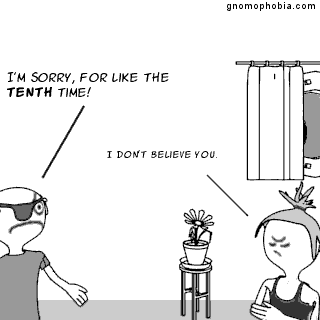 gnomophobia.com
I'M SORRY, FOR LIKE THE
TENTH TIME!
I DON'T BELIEVE YOU.